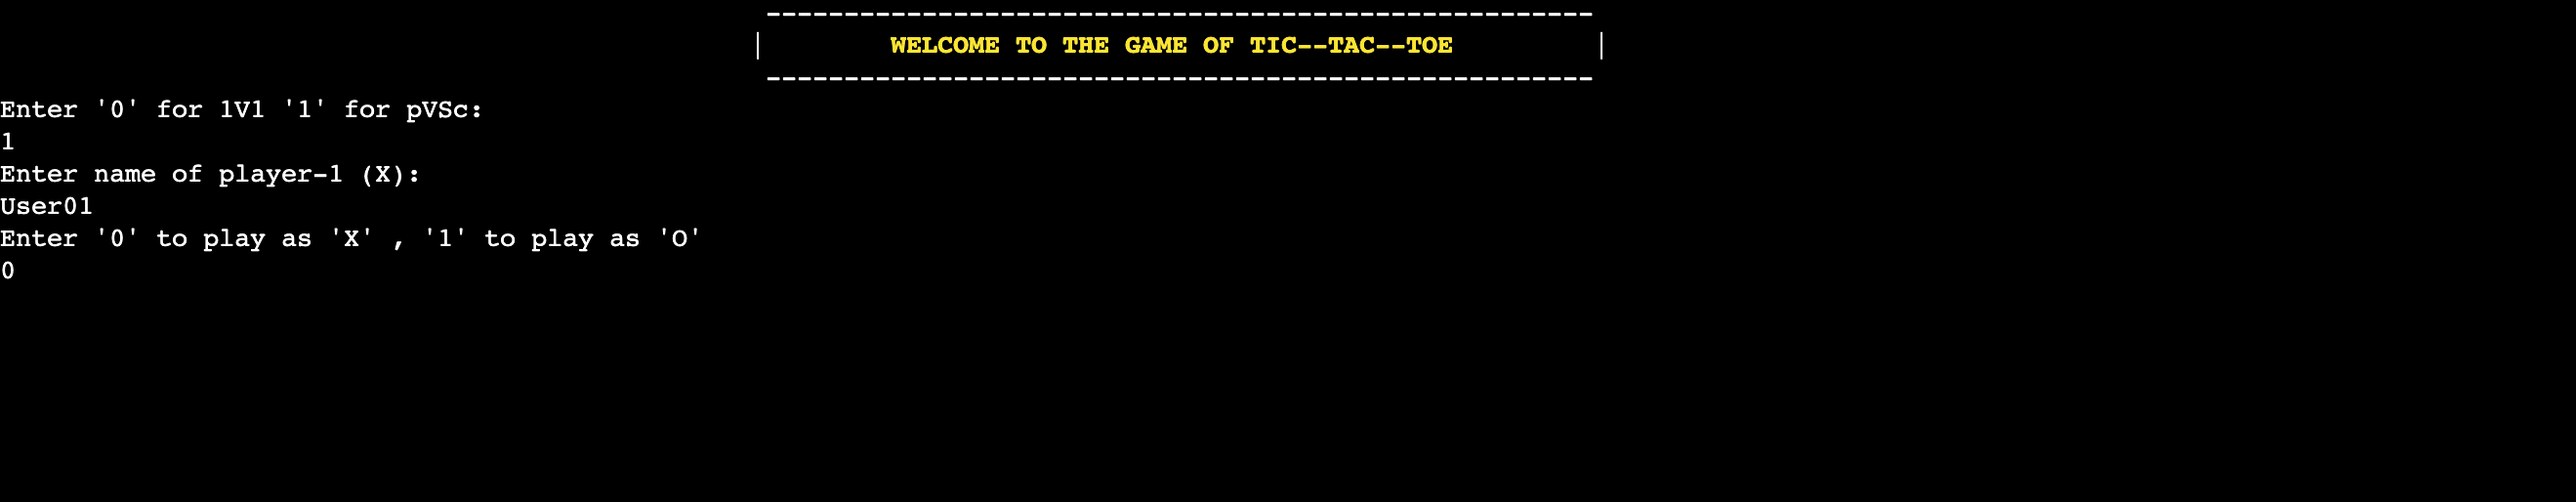 -----------------------------------------------------
| WELCOME TO THE GAME OF TIC--TAC--TOE |
-----------------------------------------------------
Enter '0' for 1V1 '1' for pVSc:
1
Enter name of player-1 (X):
User01
Enter '0' to play as 'X' , '1' to play as 'O'
0